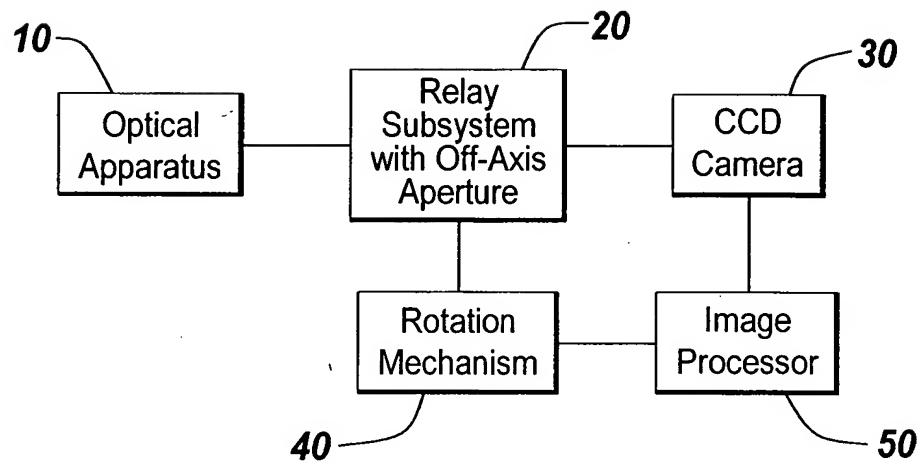 10
20
30
Optical
Apparatus
Relay
Subsystem
with Off-Axis
Aperture
CCD
Camera
Rotation
Mechanism
Image
Processor
40
50